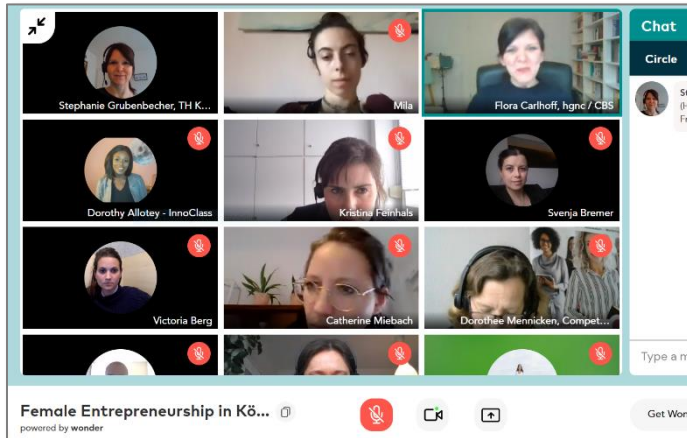 Chat
Circle
Stephanie Grubenbecher, TH K...
Mila
Flora Carlhoff, hgnc / CBS
Dorothy Allotey - InnoClass
Kristina Feinhals
Svenja Bremer
Victoria Berg
Catherine Miebach
Dorothee Mennicken, Compet...
Type a m
Female Entrepreneurship in Kö...
powered by wonder
Get Won